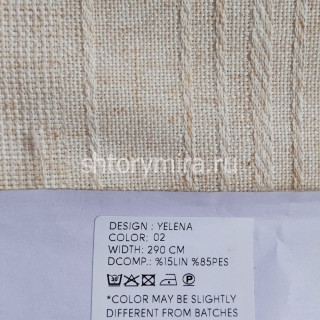 shtorymira.ru
DESIGN : YELENA
COLOR: 02
WIDTH: 290 CM
DCOMP.: %15LIN %85PES
*COLOR MAY BE SLIGHTLY
DIFFERENT FROM BATCHES